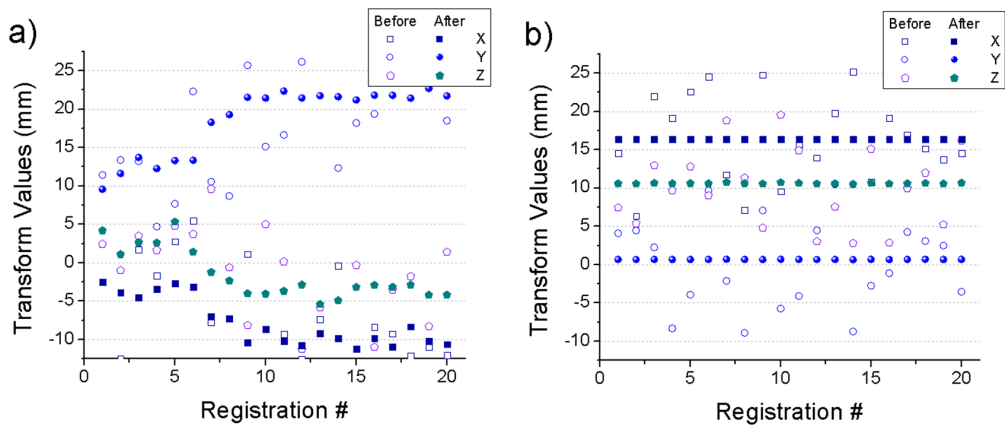 a)
Before After
X
Y
Z
Transform Values (mm)
25
20
15
10
5
0
-5
-10
0 5 10 15 20
Registration #
b)
Before After
X
Y
Z
Transform Values (mm)
25
20
15
10
5
0
-5
-10
0 5 10 15 20
Registration #